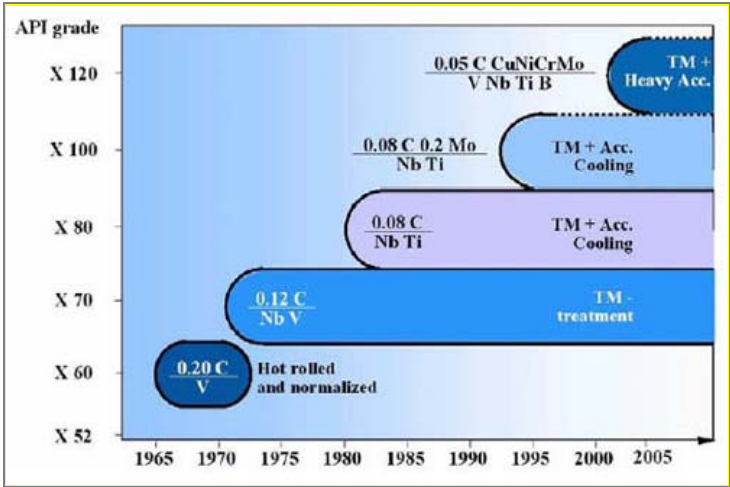 API grade
X 120
0.05 C CuNiCrMo
V Nb Ti B
TM +
Heavy Acc.
X 100
0.08 C 0.2 Mo
Nb Ti
TM + Acc.
Cooling
X 80
0.08 C
Nb Ti
TM + Acc.
Cooling
X 70
0.12 C
Nb V
TM -
treatment
X 60
0.20 C
V
Hot rolled
and normalized
X 52
1965 1970 1975 1980 1985 1990 1995 2000 2005